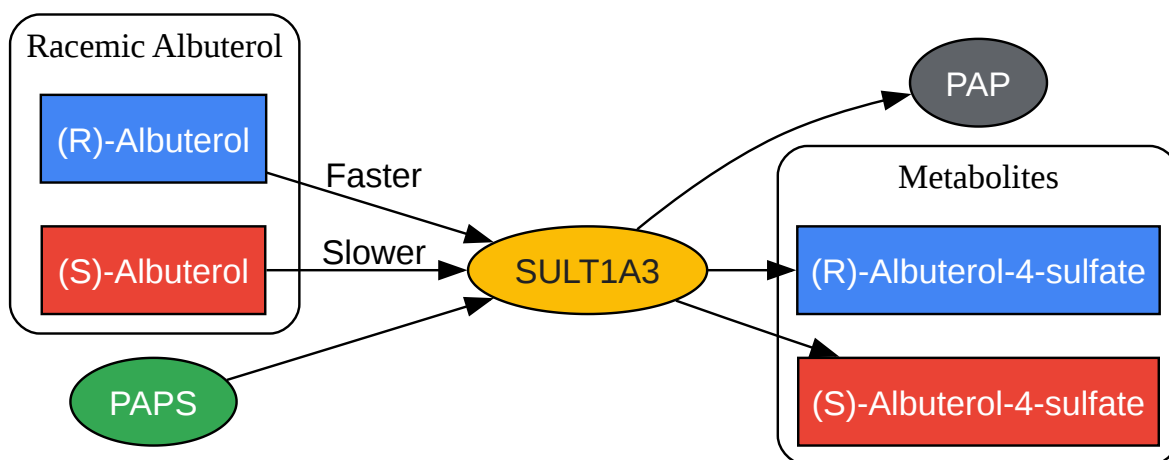 Racemic Albuterol
(R)-Albuterol
(S)-Albuterol
PAPS
Faster
Slower
SULT1A3
PAP
Metabolites
(R)-Albuterol-4-sulfate
(S)-Albuterol-4-sulfate